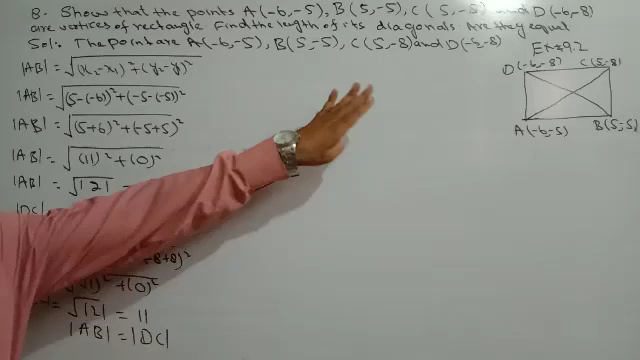 8. Show that the points A(-6,-5), B(5,-5), C(5,-8) and D(-6,-8)
are vertices of rectangle. Find the length of its diagonals. Are they equal
Sol:- The point are A(-6,-5), B(5,-5), C(5,-8) and D(-6,-8)
Ex#9.2
|AB| = √(x₂-x₁)²+(y₂-y₁)²
|AB| = √(5-(-6))²+(-5-(-5))²
|AB| = √(5+6)²+(-5+5)²
|AB| = √(11)²+(0)²
|AB| = √121 =
|DC|
-8+8)²
)²+(0)²
= √121 = 11
|AB| = |DC|
D(-6,-8) C(5,-8)
A(-6,-5) B(5,-5)